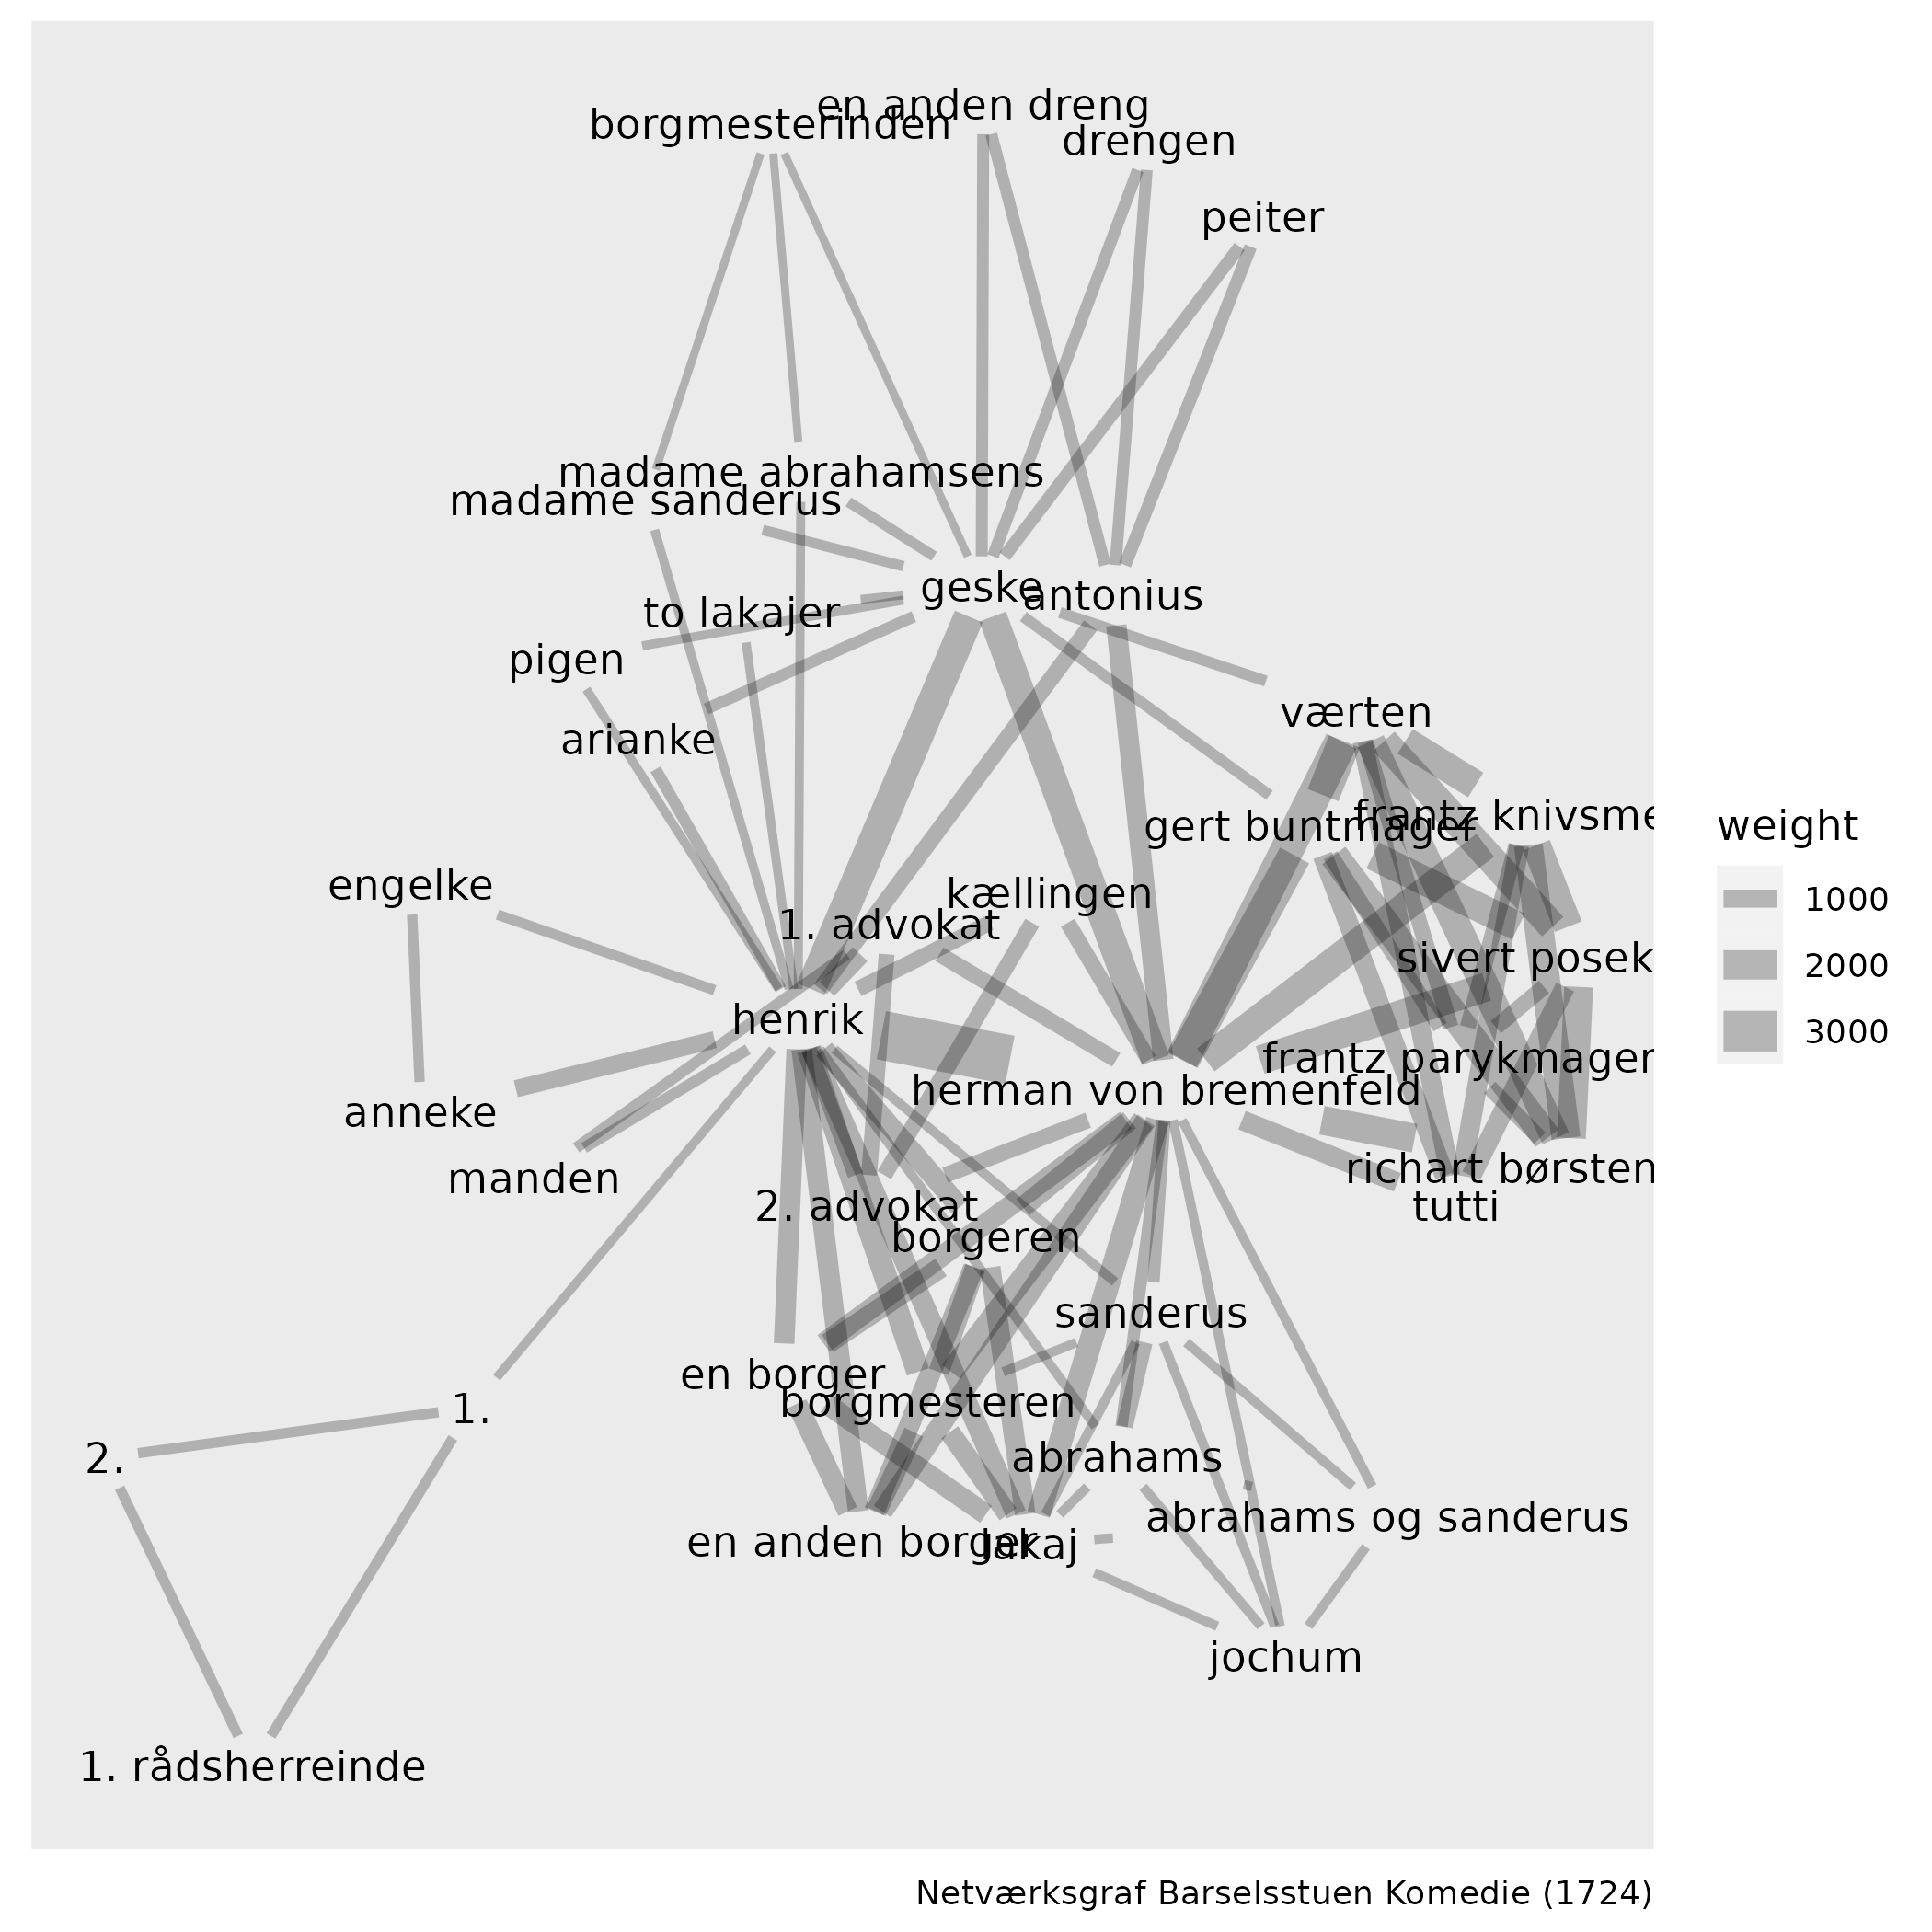 en anden dreng
borgmesterinden
drengen
peiter
madame abrahamsens
madame sanderus
geske
antonius
to lakajer
pigen
værten
arianke
frantz knivsme
gert buntmager
weight
engelke
kællingen
1000
1. advokat
sivert posek
2000
henrik
3000
frantz parykmager
herman von bremenfeld
anneke
richart børsten
manden
2. advokat
tutti
borgeren
sanderus
en borger
borgmesteren
1.
2.
abrahams
abrahams og sanderus
en anden borger
lakaj
jochum
1. rådsherreinde
Netværksgraf Barselsstuen Komedie (1724)